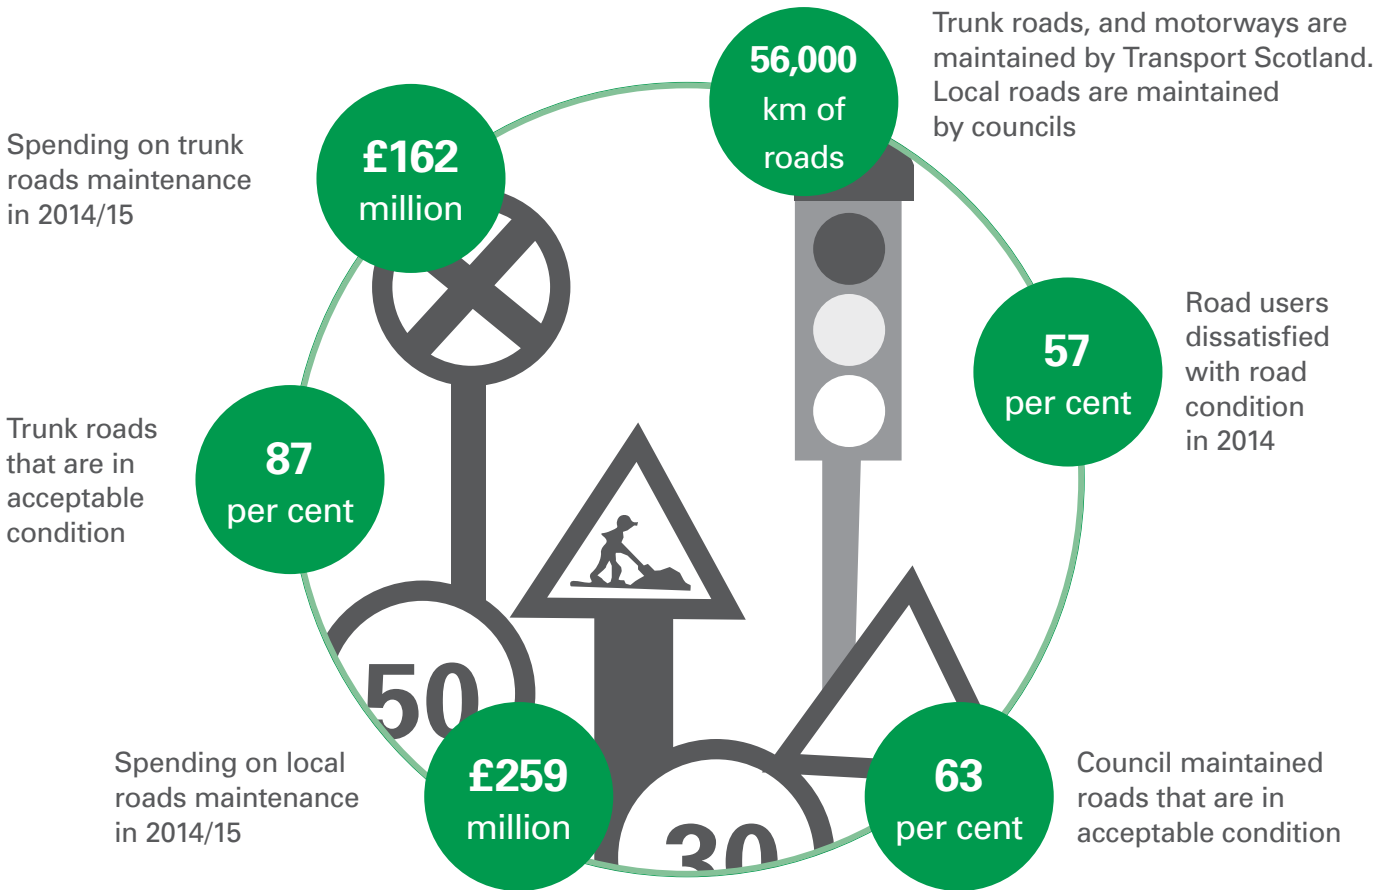 56,000
km of
roads
Trunk roads, and motorways are
maintained by Transport Scotland.
Local roads are maintained
by councils
Spending on trunk
roads maintenance
in 2014/15
£162
million
57
per cent
Road users
dissatisfied
with road
condition
in 2014
Trunk roads
that are in
acceptable
condition
87
per cent
50
Spending on local
roads maintenance
in 2014/15
£259
million
30
63
per cent
Council maintained
roads that are in
acceptable condition